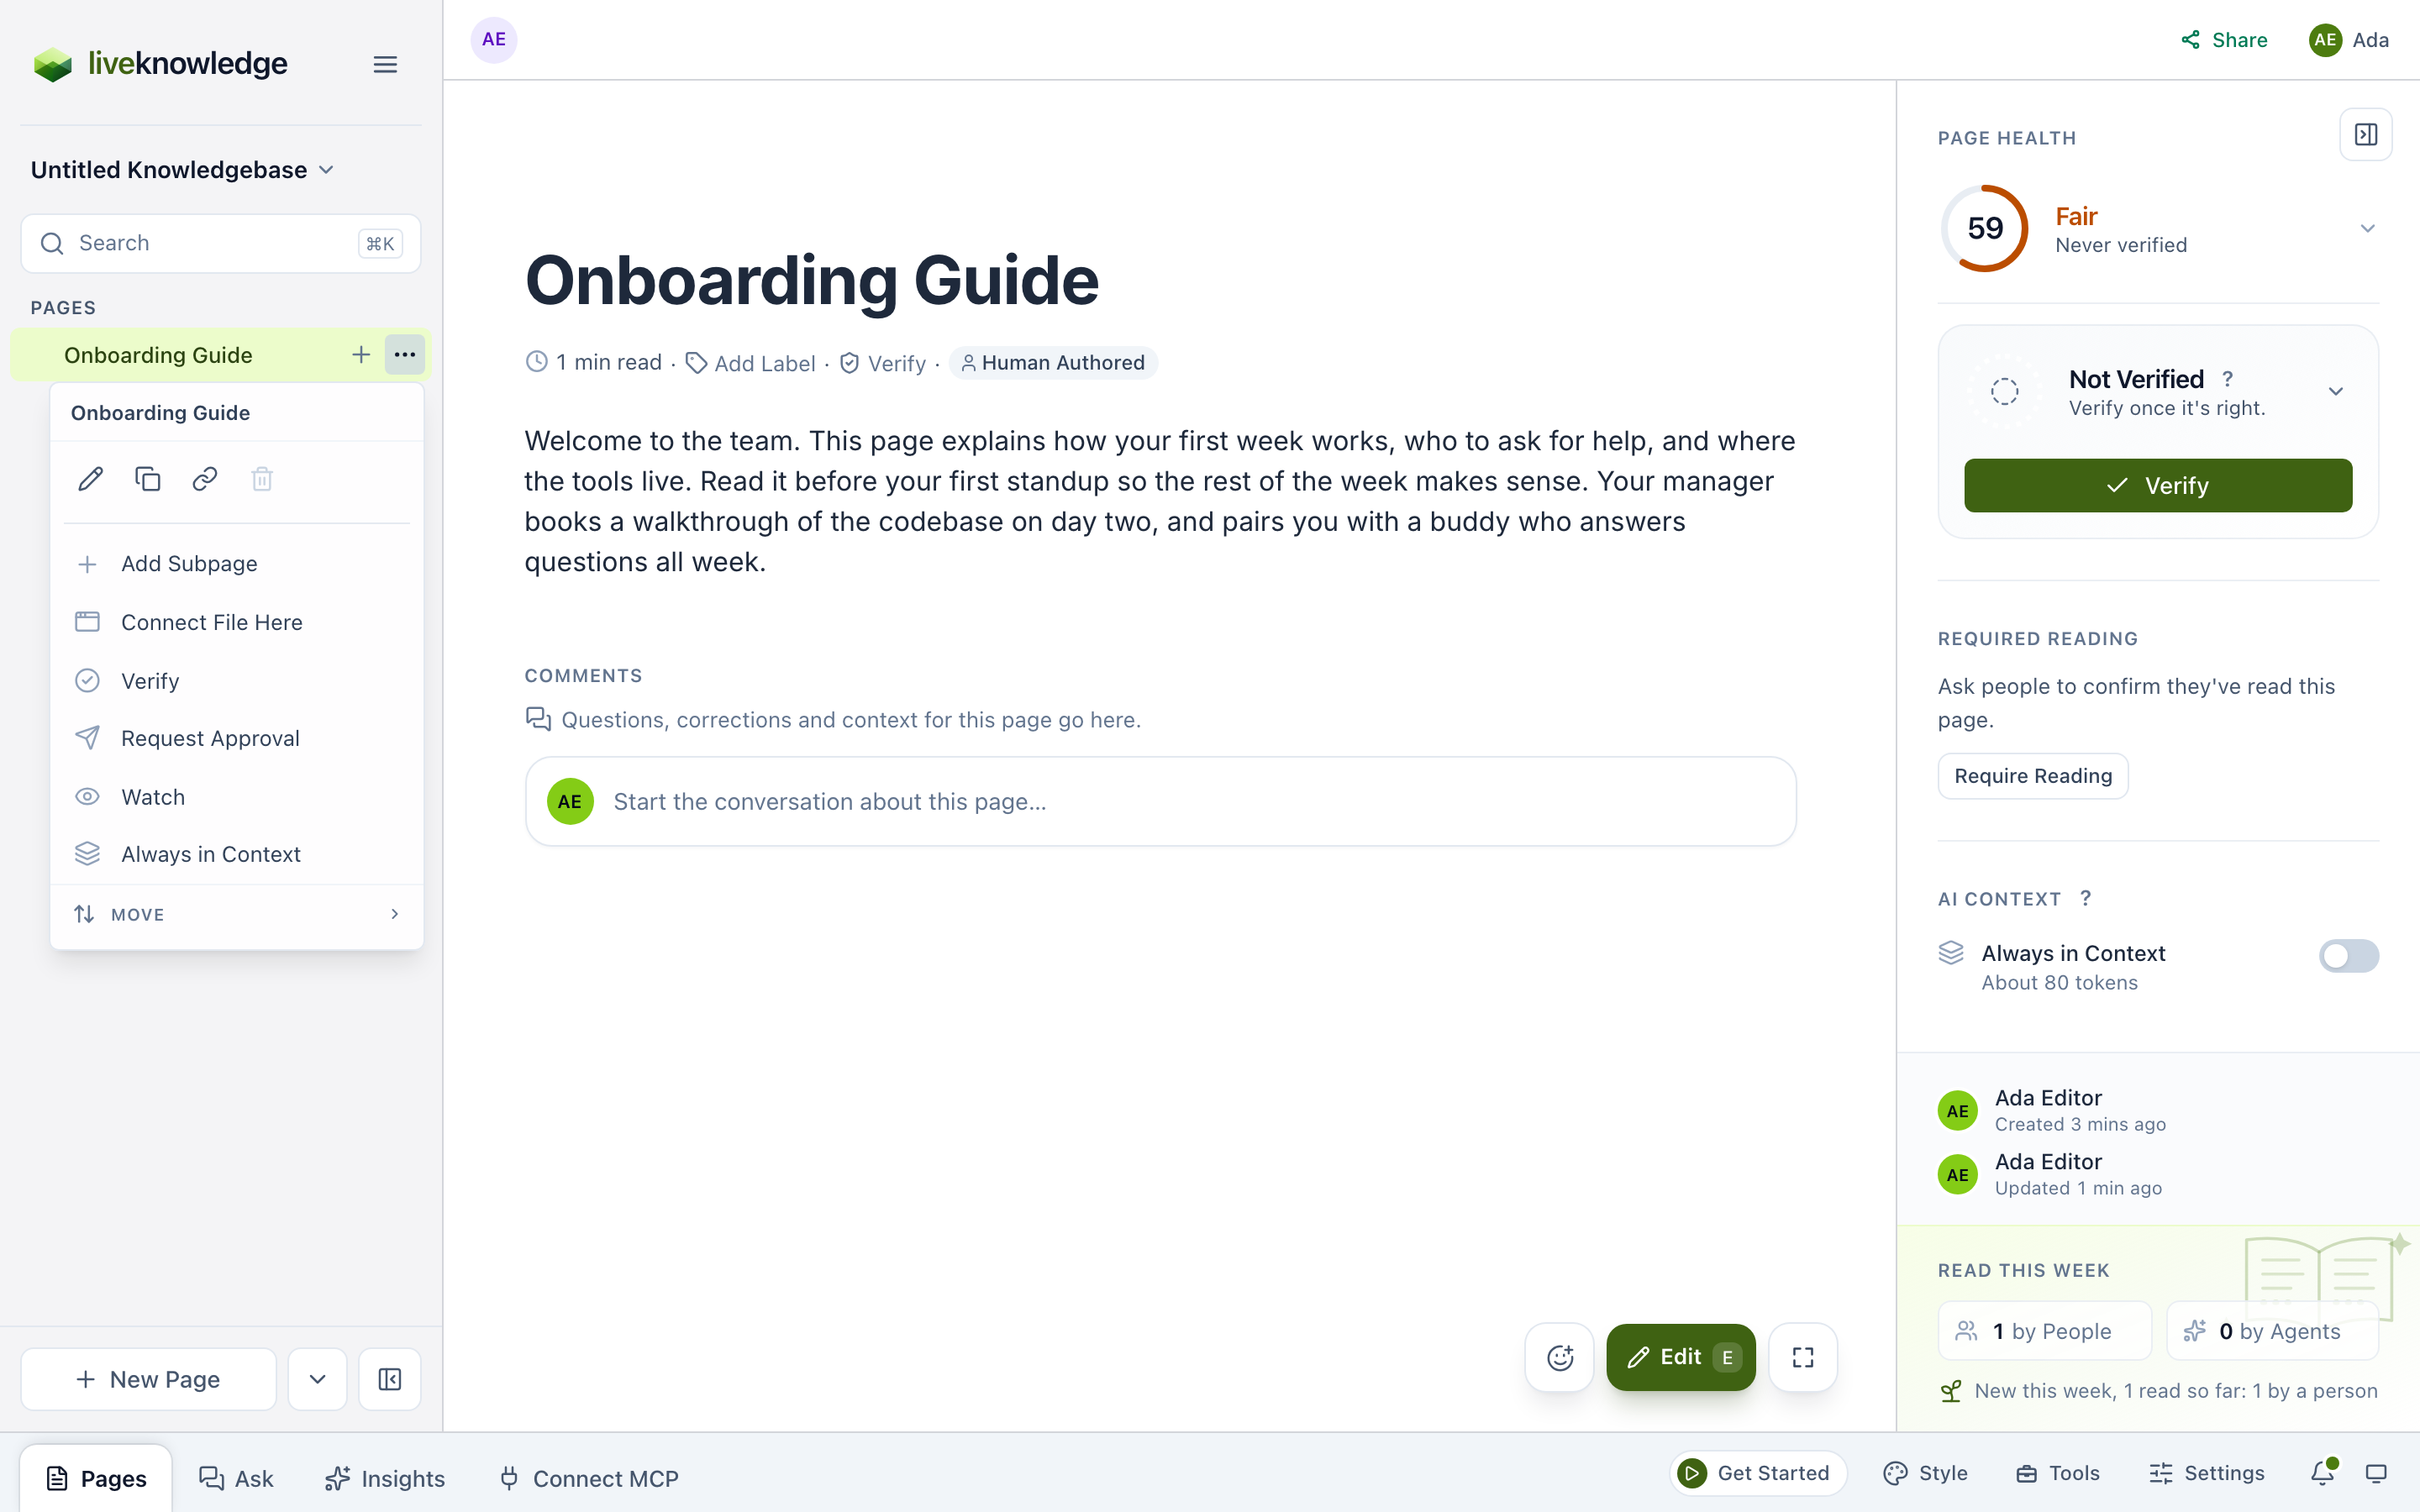 liveknowledge
Untitled Knowledgebase
Search
⌘K
PAGES
Onboarding Guide
Onboarding Guide
Add Subpage
Connect File Here
Verify
Request Approval
Watch
Always in Context
MOVE
New Page
AE
Share
AE Ada
Onboarding Guide
1 min read · Add Label · Verify · Human Authored
Welcome to the team. This page explains how your first week works, who to ask for help, and where
the tools live. Read it before your first standup so the rest of the week makes sense. Your manager
books a walkthrough of the codebase on day two, and pairs you with a buddy who answers
questions all week.
COMMENTS
Questions, corrections and context for this page go here.
AE Start the conversation about this page...
Edit E
PAGE HEALTH
59
Fair
Never verified
Not Verified ?
Verify once it's right.
Verify
REQUIRED READING
Ask people to confirm they've read this
page.
Require Reading
AI CONTEXT ?
Always in Context
About 80 tokens
AE
Ada Editor
Created 3 mins ago
AE
Ada Editor
Updated 1 min ago
READ THIS WEEK
1 by People
0 by Agents
New this week, 1 read so far: 1 by a person
Pages
Ask
Insights
Connect MCP
Get Started
Style
Tools
Settings